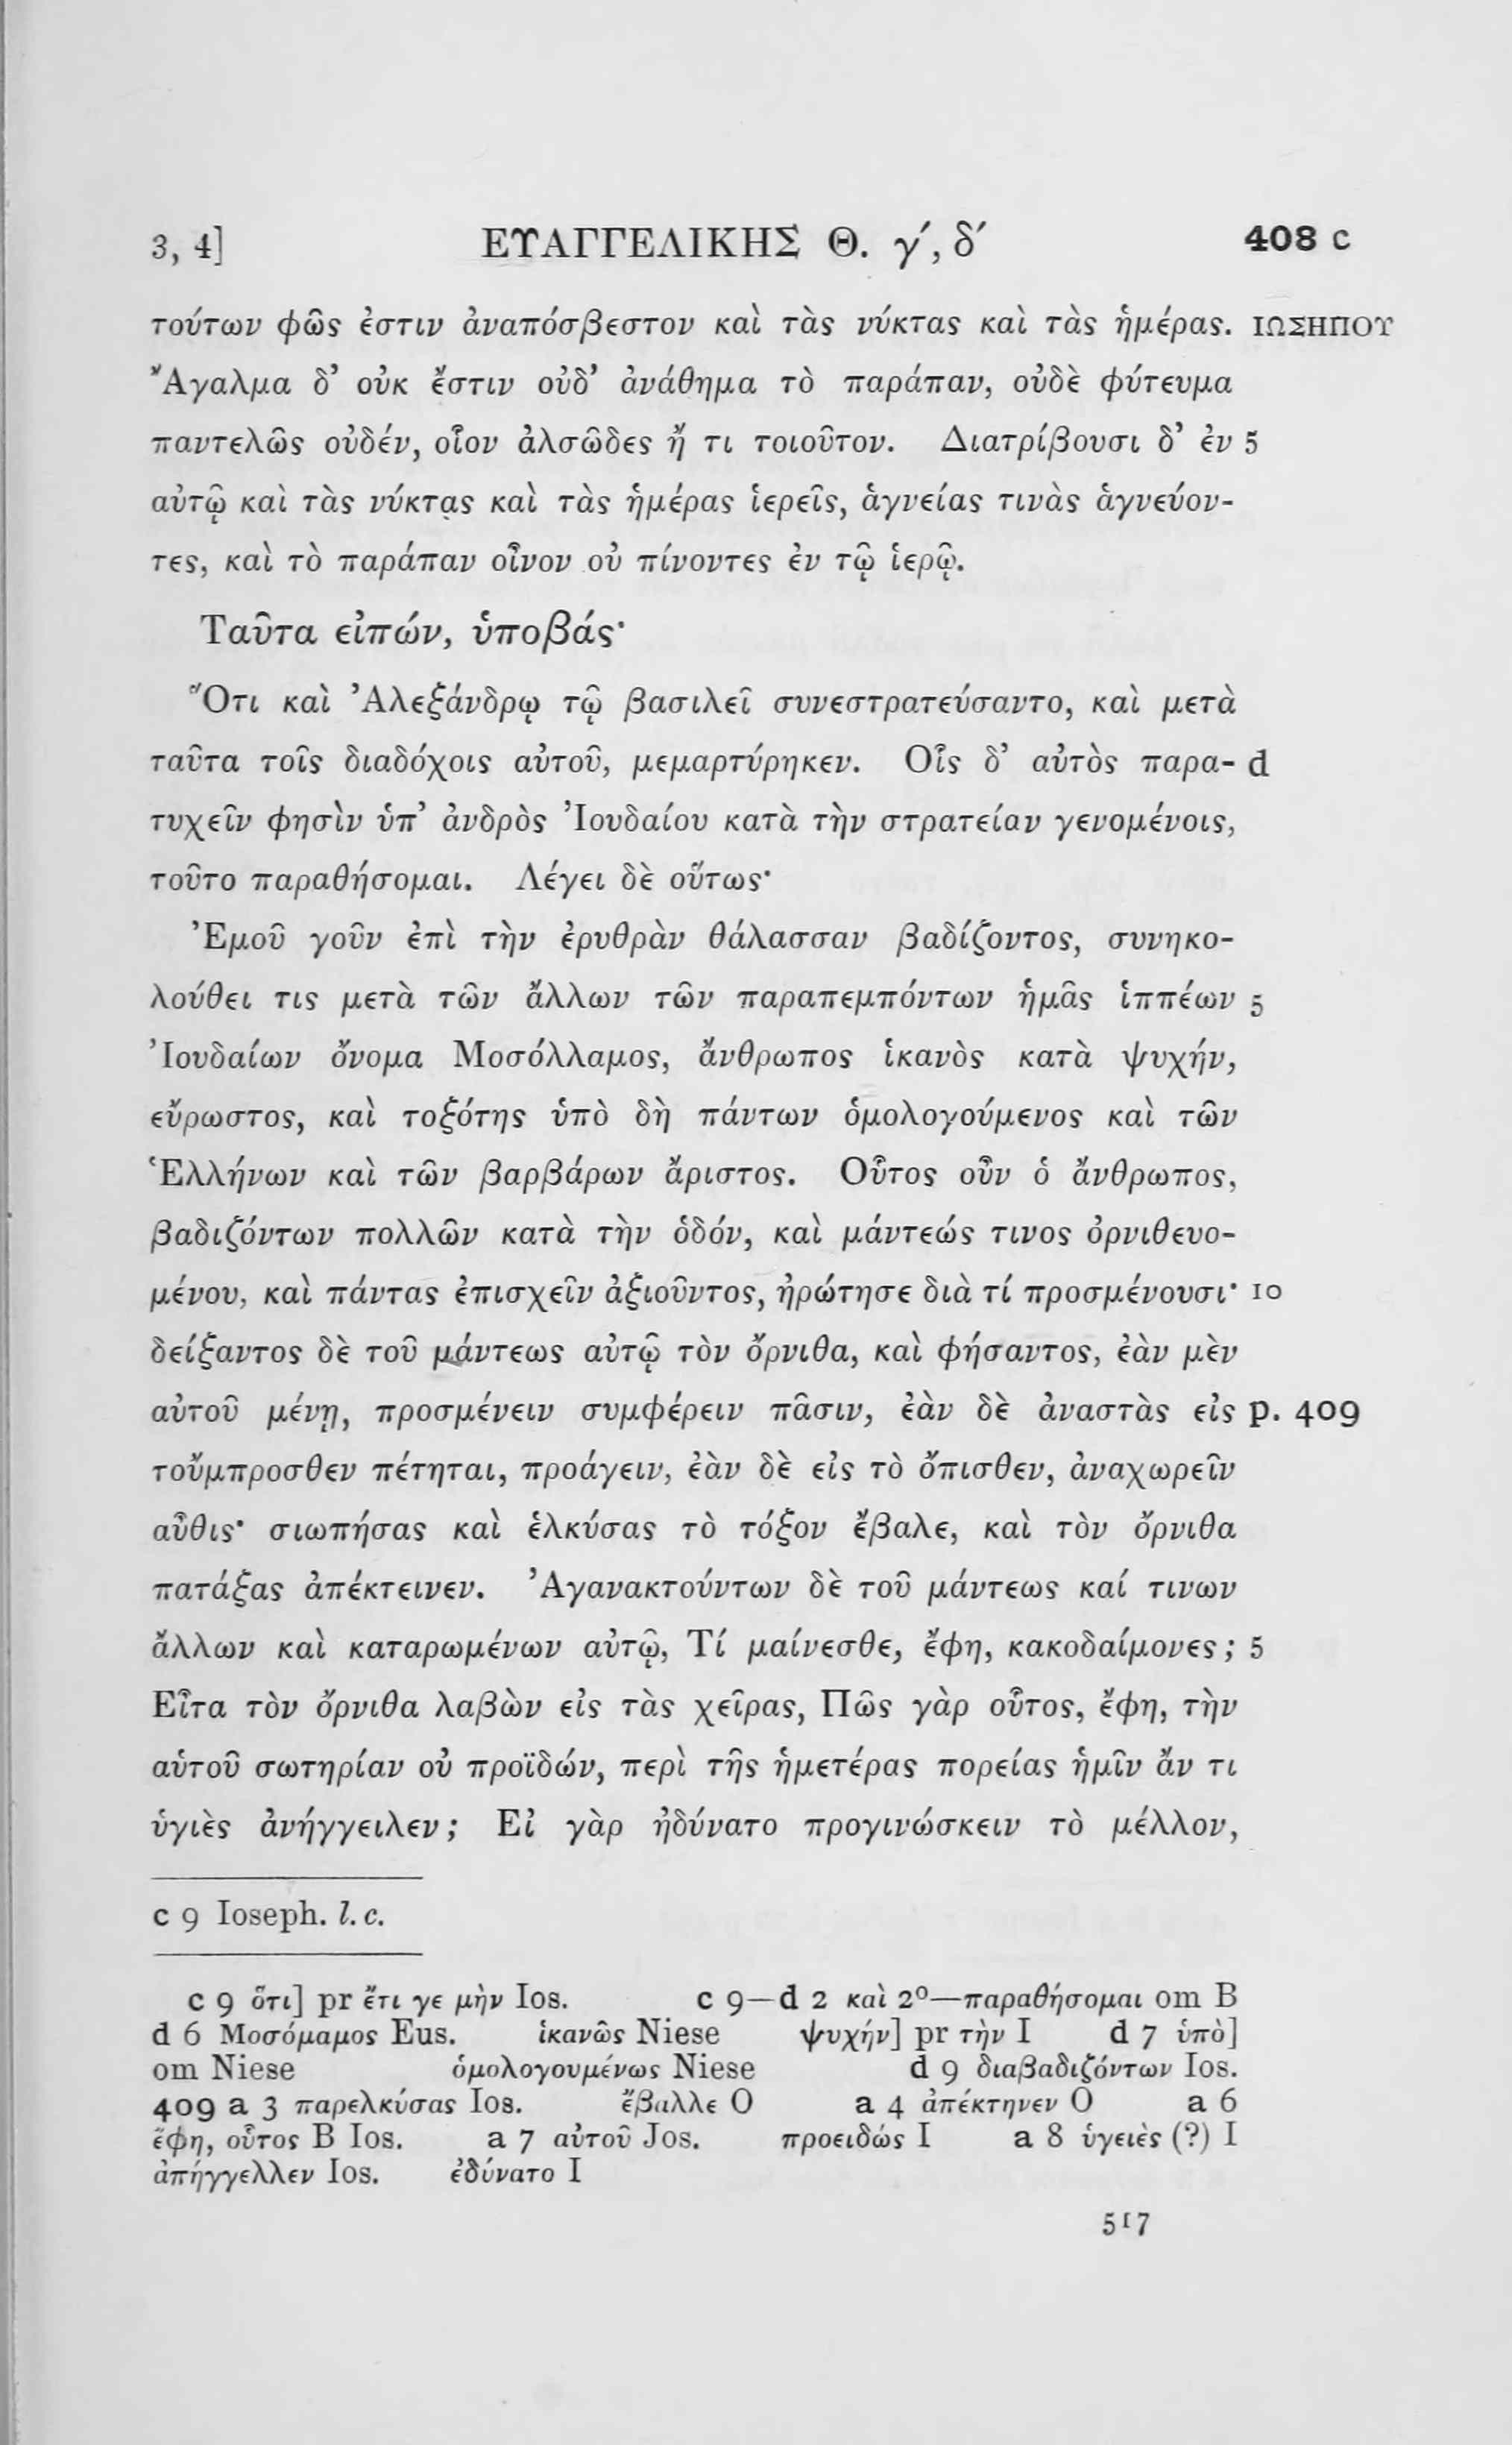 3, 4] ΕΥΑΓΓΕΛΙΚΗΣ Θ. γ΄, δ΄ 408 c
τούτων φῶς ἐστιν ἀναπόσβεστον καὶ τὰς νύκτας καὶ τὰς ἡμέρας. ΙΩΣΗΠΟΥ
Ἄγαλμα δ’ οὐκ ἔστιν οὐδ’ ἀνάθημα τὸ παράπαν, οὐδὲ φύτευμα
παντελῶς οὐδέν, οἷον ἀλσῶδες ἤ τι τοιοῦτον. Διατρίβουσι δ’ ἐν 5
αὐτῷ καὶ τὰς νύκτας καὶ τὰς ἡμέρας ἱερεῖς, ἁγνείας τινὰς ἁγνεύον-
τες, καὶ τὸ παράπαν οἶνον οὐ πίνοντες ἐν τῷ ἱερῷ.
Ταῦτα εἰπών, ὑποβάς·
Ὅτι καὶ Ἀλεξάνδρῳ τῷ βασιλεῖ συνεστρατεύσαντο, καὶ μετὰ
ταῦτα τοῖς διαδόχοις αὐτοῦ, μεμαρτύρηκεν. Οἷς δ’ αὐτὸς παρα- d
τυχεῖν φησὶν ὑπ’ ἀνδρὸς Ἰουδαίου κατὰ τὴν στρατείαν γενομένοις,
τοῦτο παραθήσομαι. Λέγει δὲ οὕτως·
Ἐμοῦ γοῦν ἐπὶ τὴν ἐρυθρὰν θάλασσαν βαδίζοντος, συνηκο-
λούθει τις μετὰ τῶν ἄλλων τῶν παραπεμπόντων ἡμᾶς ἱππέων 5
Ἰουδαίων ὄνομα Μοσόλλαμος, ἄνθρωπος ἱκανὸς κατὰ ψυχήν,
εὔρωστος, καὶ τοξότης ὑπὸ δὴ πάντων ὁμολογούμενος καὶ τῶν
Ἑλλήνων καὶ τῶν βαρβάρων ἄριστος. Οὗτος οὖν ὁ ἄνθρωπος,
βαδιζόντων πολλῶν κατὰ τὴν ὁδόν, καὶ μάντεώς τινος ὀρνιθευο-
μένου, καὶ πάντας ἐπισχεῖν ἀξιοῦντος, ἠρώτησε διὰ τί προσμένουσι· 10
δείξαντος δὲ τοῦ μάντεως αὐτῷ τὸν ὄρνιθα, καὶ φήσαντος, ἐὰν μὲν
αὐτοῦ μένῃ, προσμένειν συμφέρειν πᾶσιν, ἐὰν δὲ ἀναστὰς εἰς p. 409
τοὔμπροσθεν πέτηται, προάγειν, ἐὰν δὲ εἰς τὸ ὄπισθεν, ἀναχωρεῖν
αὖθις· σιωπήσας καὶ ἑλκύσας τὸ τόξον ἔβαλε, καὶ τὸν ὄρνιθα
πατάξας ἀπέκτεινεν. Ἀγανακτούντων δὲ τοῦ μάντεως καί τινων
ἄλλων καὶ καταρωμένων αὐτῷ, Τί μαίνεσθε, ἔφη, κακοδαίμονες; 5
Εἶτα τὸν ὄρνιθα λαβὼν εἰς τὰς χεῖρας, Πῶς γὰρ οὗτος, ἔφη, τὴν
αὑτοῦ σωτηρίαν οὐ προϊδών, περὶ τῆς ἡμετέρας πορείας ἡμῖν ἄν τι
ὑγιὲς ἀνήγγειλεν; Εἰ γὰρ ἠδύνατο προγινώσκειν τὸ μέλλον,
c 9 Ioseph. l. c.
c 9 ὅτι] pr ἔτι γε μὴν Ios. c 9—d 2 καὶ 2⁰—παραθήσομαι om B
d 6 Μοσόμαμος Eus. ἱκανῶς Niese ψυχήν] pr τὴν I d 7 ὑπὸ]
om Niese ὁμολογουμένως Niese d 9 διαβαδιζόντων Ios.
409 a 3 παρελκύσας Ios. ἔβαλλε O a 4 ἀπέκτηνεν O a 6
ἔφη, οὗτος B Ios. a 7 αὐτοῦ Jos. προειδώς I a 8 ὑγειὲς (?) I
ἀπήγγελλεν Ios. ἐδύνατο I
517